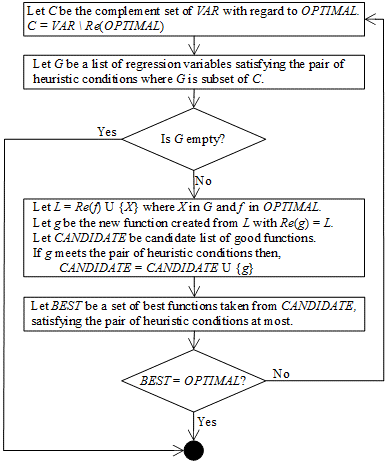 Let C be the complement set of VAR with regard to OPTIMAL.
C = VAR \ Re(OPTIMAL)
Let G be a list of regression variables satisfying the pair of
heuristic conditions where G is subset of C.
Yes
Is G empty?
No
Let L = Re(f) U {X} where X in G and f in OPTIMAL.
Let g be the new function created from L with Re(g) = L.
Let CANDIDATE be candidate list of good functions.
If g meets the pair of heuristic conditions then,
CANDIDATE = CANDIDATE U {g}
Let BEST be a set of best functions taken from CANDIDATE,
satisfying the pair of heuristic conditions at most.
BEST = OPTIMAL?
No
Yes